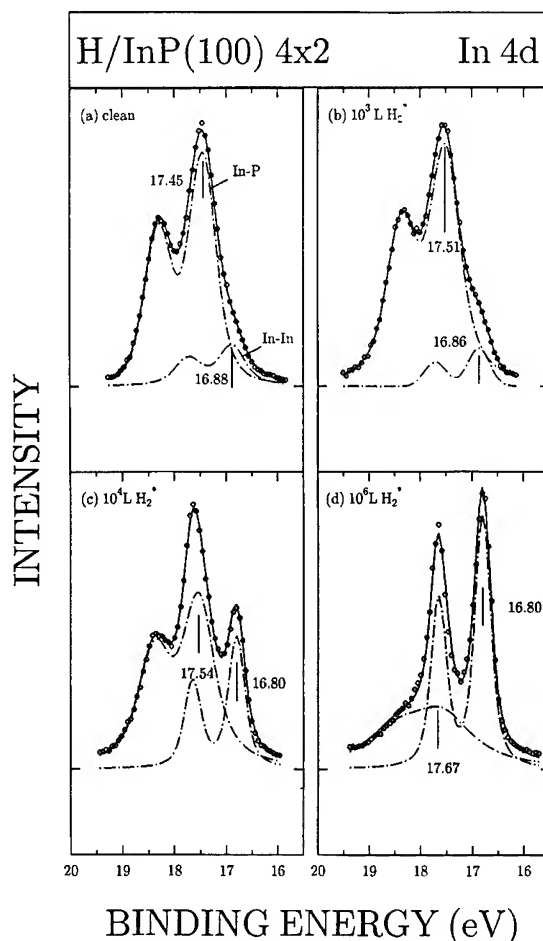 H/InP(100) 4x2 In 4d
(a) clean
17.45
In-P
In-In
16.88
(b) 10³ L H₂*
17.51
16.86
(c) 10⁴L H₂*
17.54
16.80
(d) 10⁶L H₂*
16.80
17.67
INTENSITY
20 19 18 17 16
20 19 18 17 16
BINDING ENERGY (eV)